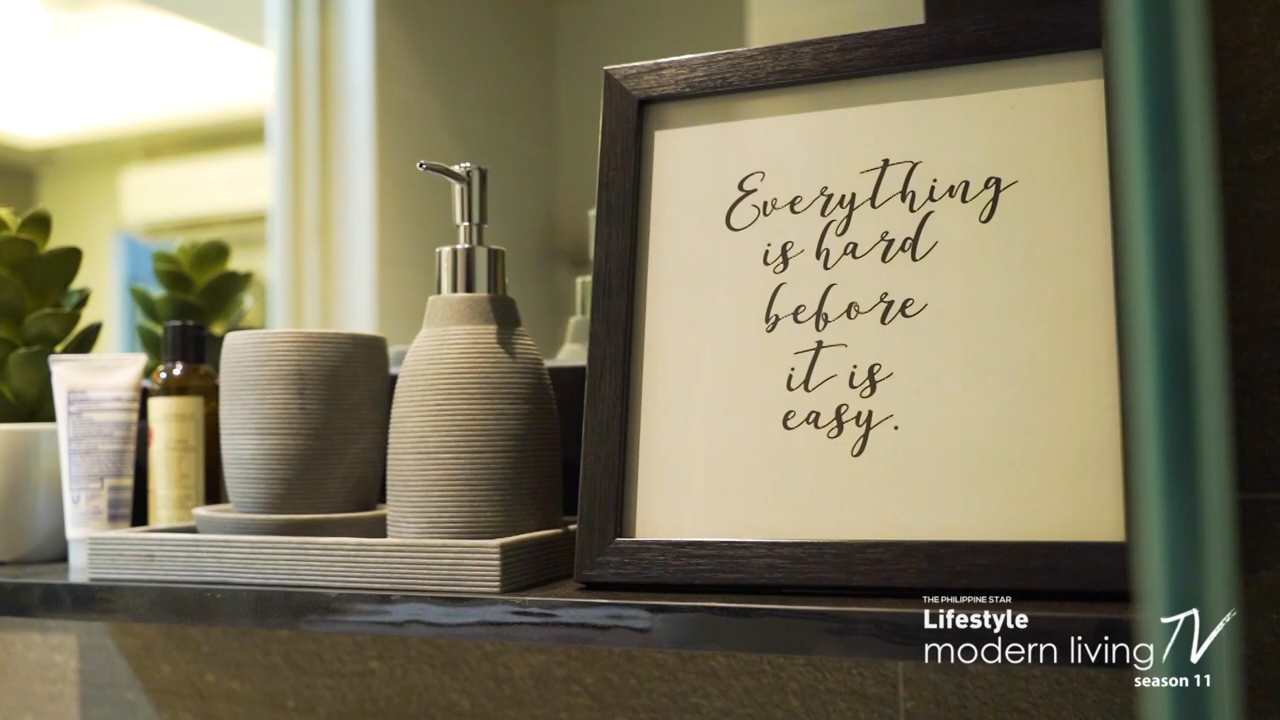 Everything
is hard
before
it is
easy.
THE PHILIPPINE STAR
Lifestyle
modern living TV
season 11